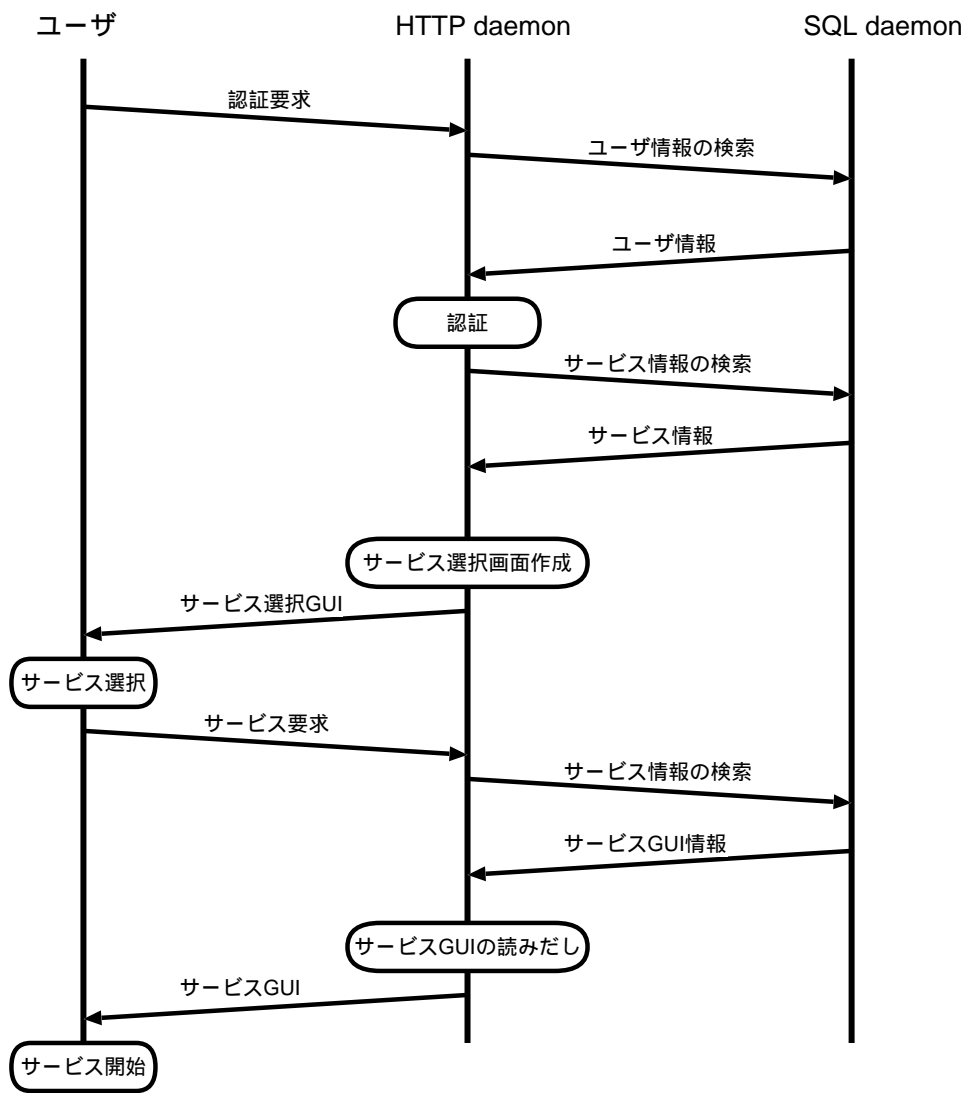 ユーザ
HTTP daemon
SQL daemon
認証要求
ユーザ情報の検索
ユーザ情報
認証
サービス情報の検索
サービス情報
サービス選択画面作成
サービス選択GUI
サービス選択
サービス要求
サービス情報の検索
サービスGUI情報
サービスGUIの読みだし
サービスGUI
サービス開始